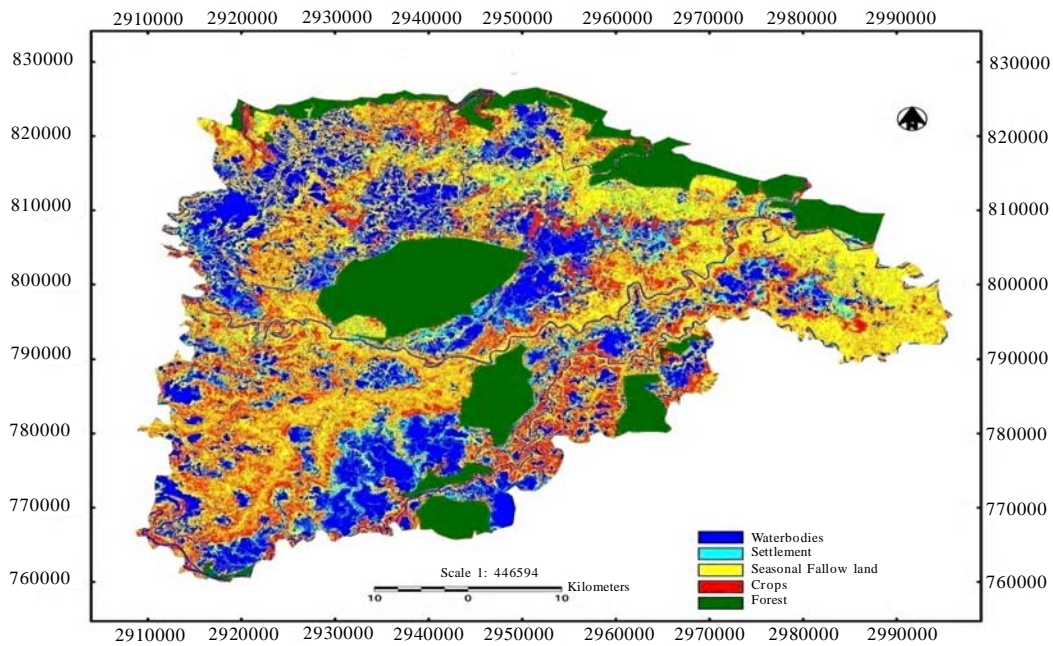 2910000 2920000 2930000 2940000 2950000 2960000 2970000 2980000 2990000
830000 830000
820000 820000
810000 810000
800000 800000
790000 790000
780000 780000
770000 770000
760000 760000
Waterbodies
Settlement
Seasonal Fallow land
Crops
Forest
Scale 1: 446594
Kilometers
10 0 10
2910000 2920000 2930000 2940000 2950000 2960000 2970000 2980000 2990000